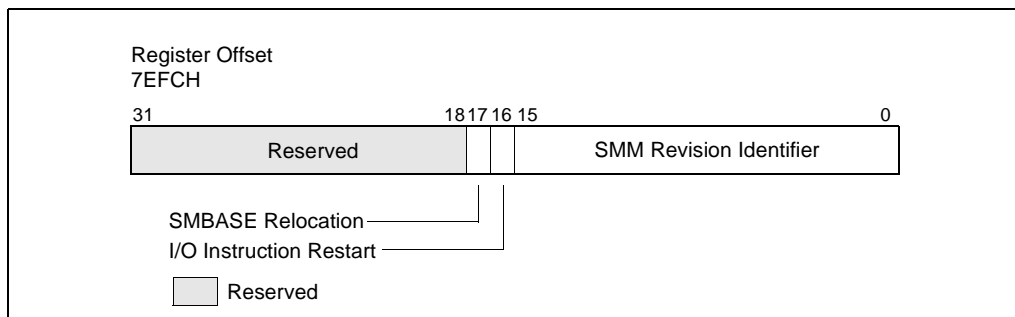 Register Offset
7EFCH
31 18 17 16 15 0
Reserved SMM Revision Identifier
SMBASE Relocation
I/O Instruction Restart
Reserved